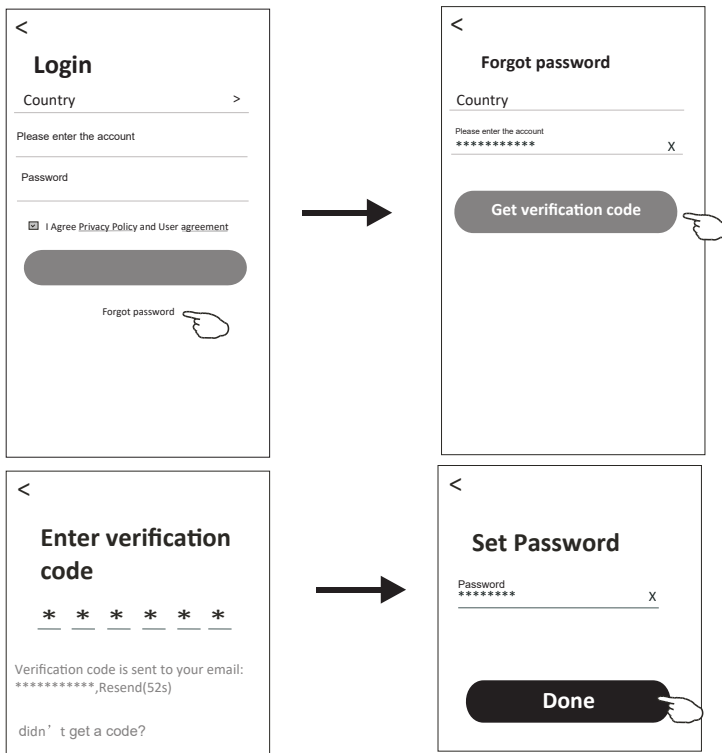 <
Login
Country >
Please enter the account
Password
I Agree Privacy Policy and User agreement
Forgot password
<
Forgot password
Country
Please enter the account
*********** X
Get verification code
<
Enter verification
code
* * * * * *
Verification code is sent to your email:
***********,Resend(52s)
didn’t get a code?
<
Set Password
Password
******** X
Done